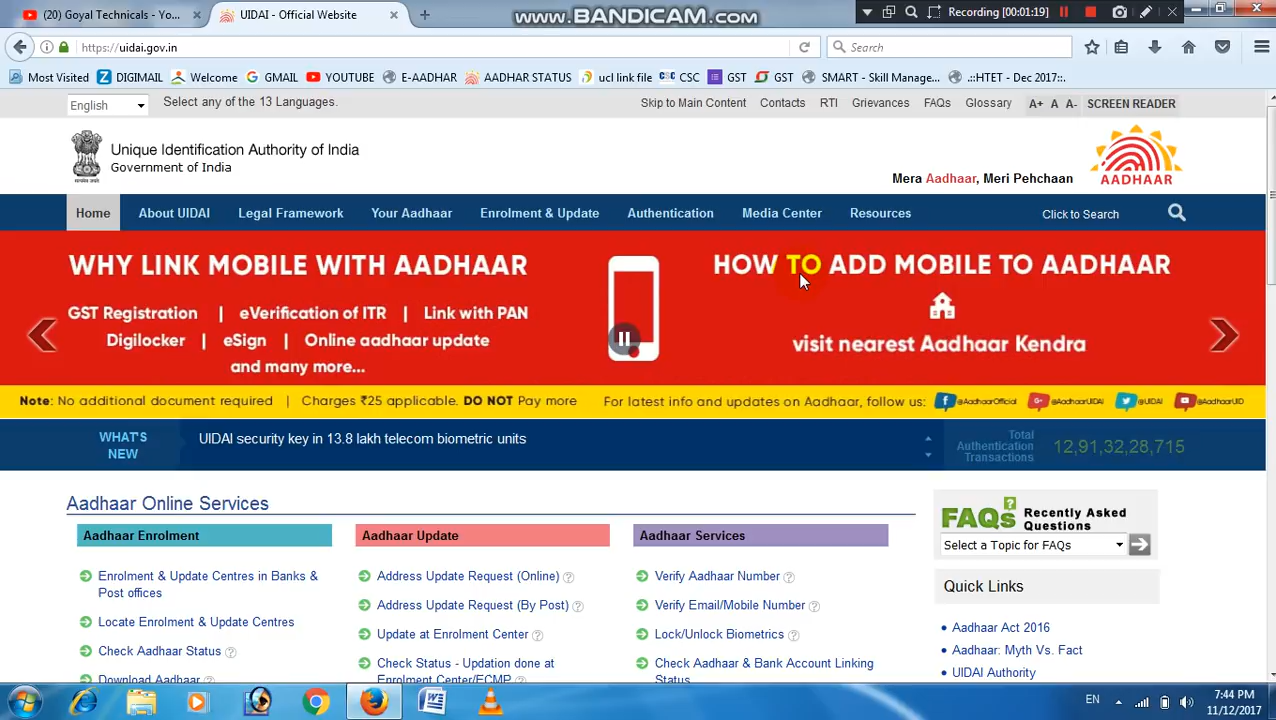 (20) Goyal Technicals - You...
UIDAI - Official Website
www.BANDICAM.com
Recording [00:01:19]
https://uidai.gov.in
Search
Most Visited
DIGIMAIL
Welcome
GMAIL
YOUTUBE
E-AADHAR
AADHAR STATUS
ucl link file
CSC CSC
GST
GST
SMART - Skill Manage...
.::HTET - Dec 2017::.
English
Select any of the 13 Languages.
Skip to Main Content
Contacts
RTI
Grievances
FAQs
Glossary
A+ A A-
SCREEN READER
Unique Identification Authority of India
Government of India
Mera Aadhaar, Meri Pehchaan
AADHAAR
Home
About UIDAI
Legal Framework
Your Aadhaar
Enrolment & Update
Authentication
Media Center
Resources
Click to Search
WHY LINK MOBILE WITH AADHAAR
GST Registration | eVerification of ITR | Link with PAN
Digilocker | eSign | Online aadhaar update
and many more...
HOW TO ADD MOBILE TO AADHAAR
visit nearest Aadhaar Kendra
Note: No additional document required | Charges ₹25 applicable. DO NOT Pay more
For latest info and updates on Aadhaar, follow us:
@AadhaarOfficial
@AadhaarUIDAI
@UIDAI
@AadhaarUID
WHAT'S
NEW
UIDAI security key in 13.8 lakh telecom biometric units
Total
Authentication
Transactions
12,91,32,28,715
Aadhaar Online Services
Aadhaar Enrolment
Enrolment & Update Centres in Banks &
Post offices
Locate Enrolment & Update Centres
Check Aadhaar Status ?
Download Aadhaar ?
Aadhaar Update
Address Update Request (Online) ?
Address Update Request (By Post) ?
Update at Enrolment Center ?
Check Status - Updation done at
Enrolment Center/ECMP ?
Aadhaar Services
Verify Aadhaar Number ?
Verify Email/Mobile Number ?
Lock/Unlock Biometrics ?
Check Aadhaar & Bank Account Linking
Status
FAQs ?
Recently Asked
Questions
Select a Topic for FAQs
Quick Links
Aadhaar Act 2016
Aadhaar: Myth Vs. Fact
UIDAI Authority
EN
7:44 PM
11/12/2017